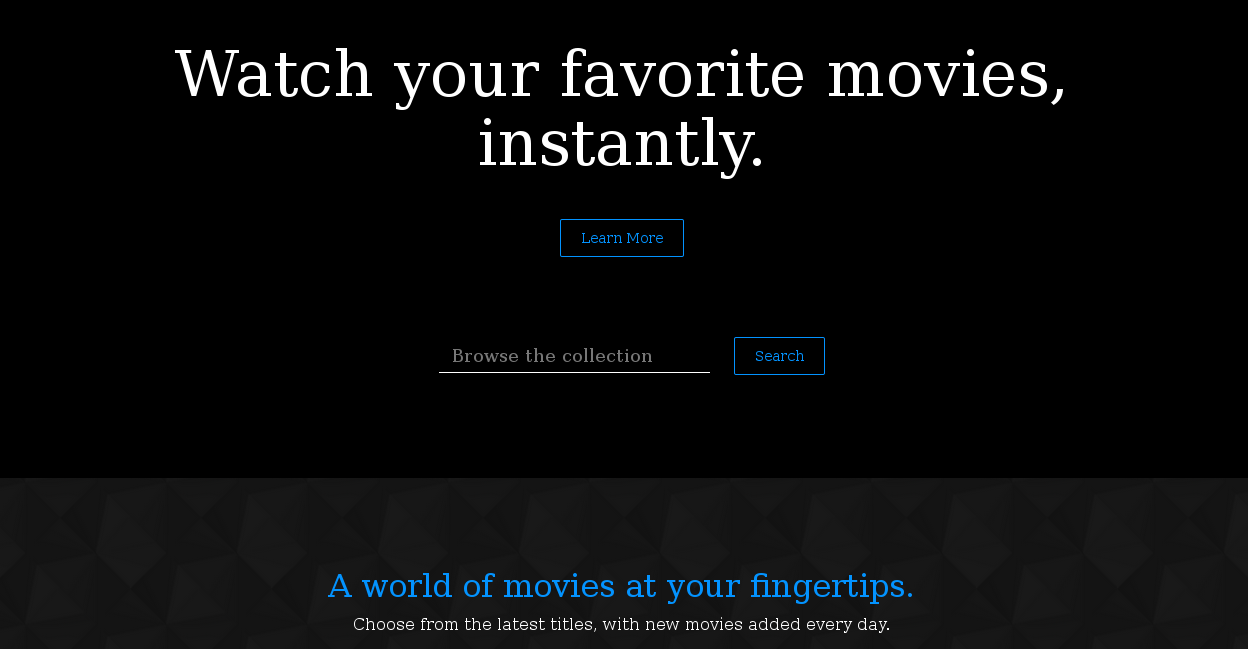 Watch your favorite movies,
instantly.
Learn More
Browse the collection
Search
A world of movies at your fingertips.
Choose from the latest titles, with new movies added every day.